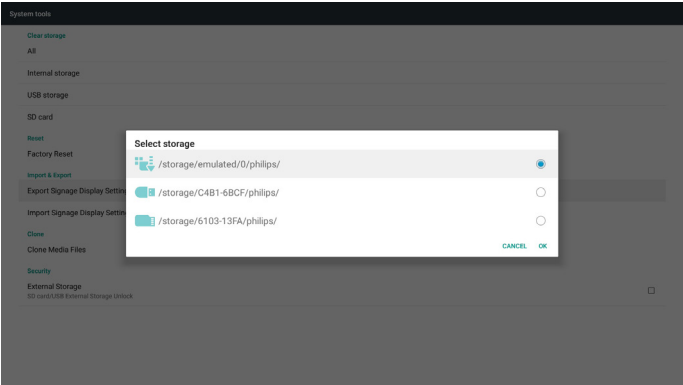 System tools
Clear storage
All
Internal storage
USB storage
SD card
Reset
Factory Reset
Import & Export
Export Signage Display Settin
Import Signage Display Settin
Clone
Clone Media Files
Security
External Storage
SD card/USB External Storage Unlock
Select storage
/storage/emulated/0/philips/
/storage/C4B1-6BCF/philips/
/storage/6103-13FA/philips/
CANCEL OK